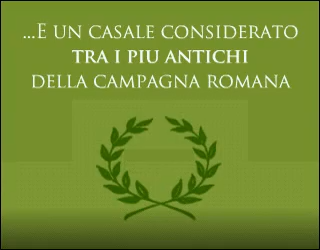 ...E UN CASALE CONSIDERATO
TRA I PIU ANTICHI
DELLA CAMPAGNA ROMANA